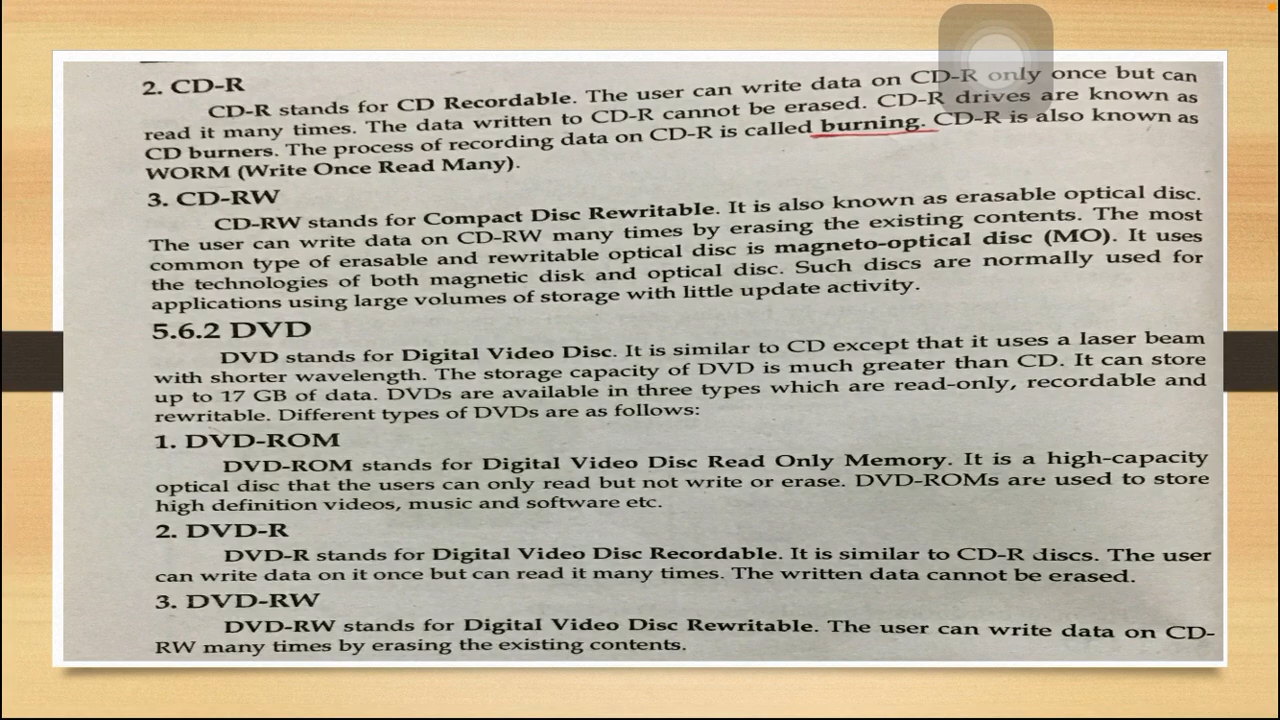 2. CD-R
CD-R stands for CD Recordable. The user can write data on CD-R only once but can
read it many times. The data written to CD-R cannot be erased. CD-R drives are known as
CD burners. The process of recording data on CD-R is called burning. CD-R is also known as
WORM (Write Once Read Many).
3. CD-RW
CD-RW stands for Compact Disc Rewritable. It is also known as erasable optical disc.
The user can write data on CD-RW many times by erasing the existing contents. The most
common type of erasable and rewritable optical disc is magneto-optical disc (MO). It uses
the technologies of both magnetic disk and optical disc. Such discs are normally used for
applications using large volumes of storage with little update activity.
5.6.2 DVD
DVD stands for Digital Video Disc. It is similar to CD except that it uses a laser beam
with shorter wavelength. The storage capacity of DVD is much greater than CD. It can store
up to 17 GB of data. DVDs are available in three types which are read-only, recordable and
rewritable. Different types of DVDs are as follows:
1. DVD-ROM
DVD-ROM stands for Digital Video Disc Read Only Memory. It is a high-capacity
optical disc that the users can only read but not write or erase. DVD-ROMs are used to store
high definition videos, music and software etc.
2. DVD-R
DVD-R stands for Digital Video Disc Recordable. It is similar to CD-R discs. The user
can write data on it once but can read it many times. The written data cannot be erased.
3. DVD-RW
DVD-RW stands for Digital Video Disc Rewritable. The user can write data on CD-
RW many times by erasing the existing contents.